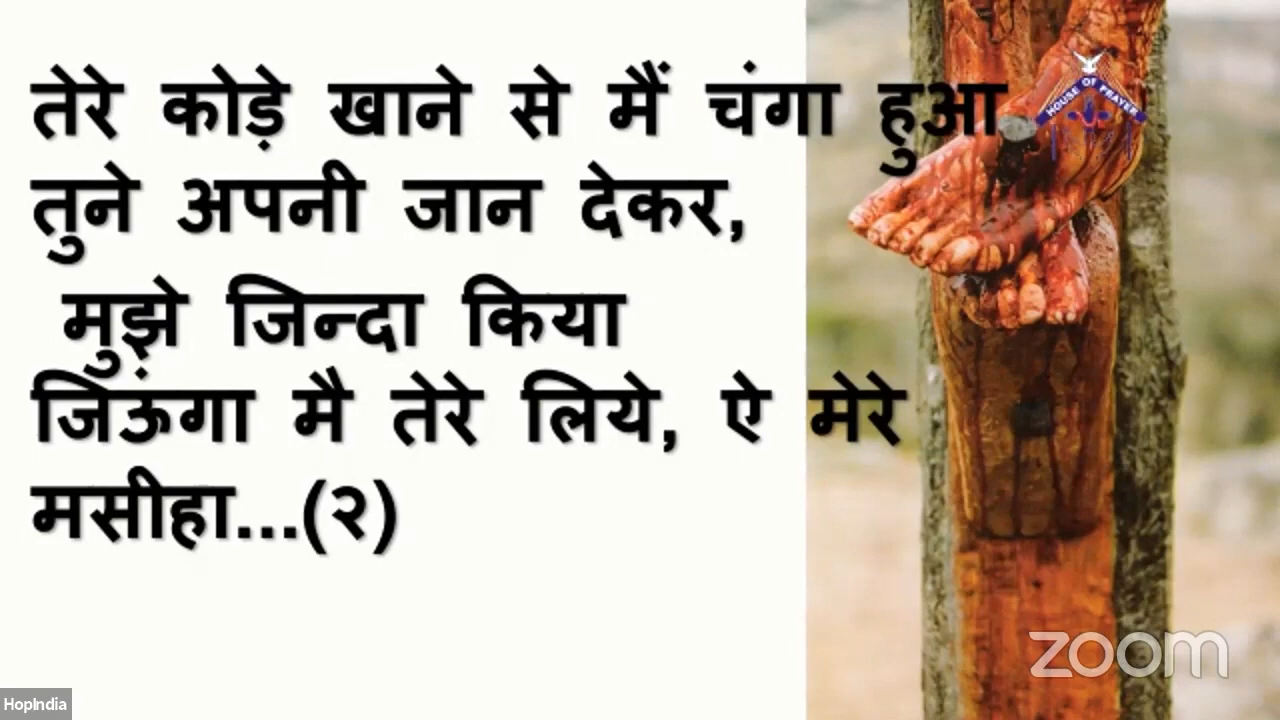 तेरे कोड़े खाने से मैं चंगा हुआ
HOUSE OF PRAYER
तुने अपनी जान देकर,
मुझे जिन्दा किया
जिंऊंगा मै तेरे लिये, ऐ मेरे
मसीहा...(२)
zoom
HopIndia